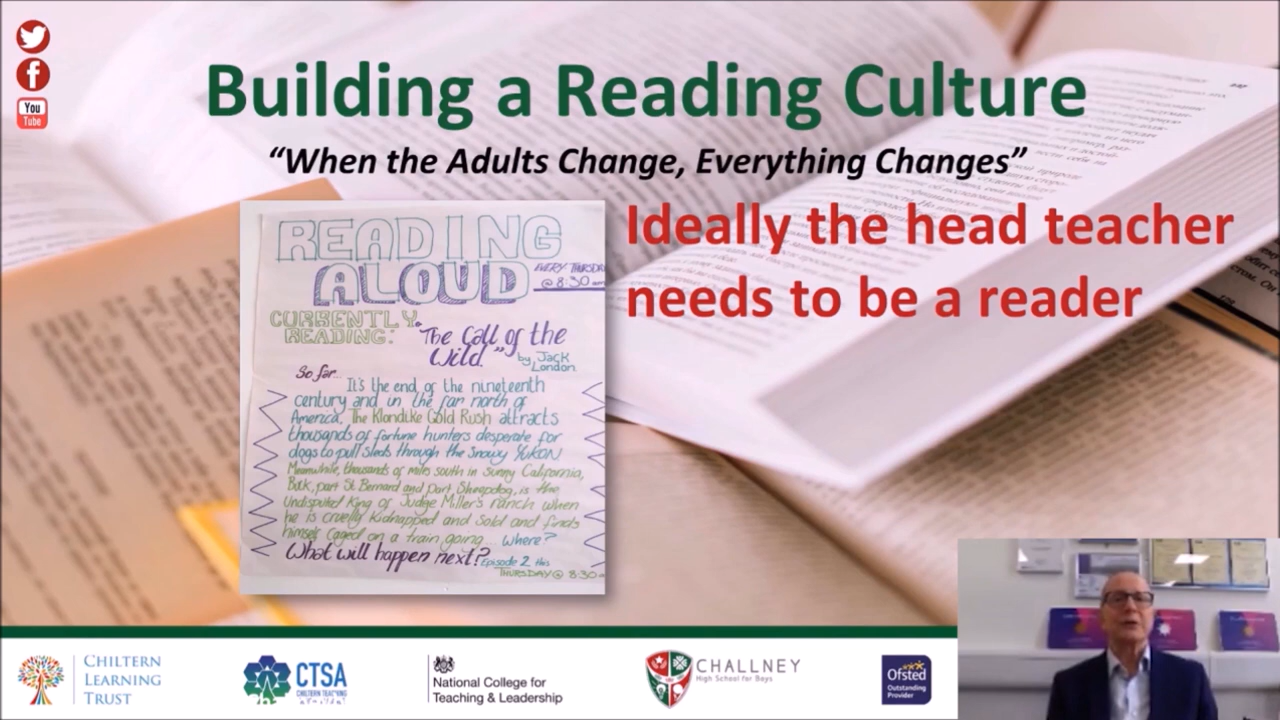 You
Tube
Building a Reading Culture
“When the Adults Change, Everything Changes”
Ideally the head teacher
needs to be a reader
READING
ALOUD
EVERY THURSDAY
@ 8:30 am
CURRENTLY
READING:
"The Call of the
Wild"
by Jack
London
So far...
It's the end of the nineteenth
century and in the far north of
America, The Klondike Gold Rush attracts
thousands of fortune hunters desperate for
dogs to pull sleds through the snowy YUKON
Meanwhile, thousands of miles south in sunny California,
Buck, part St Bernard and part Sheepdog, is the
undisputed King of Judge Miller's ranch when
he is cruelly kidnapped and sold and finds
himself caged on a train going... Where?
What will happen next? Episode 2 this
THURSDAY @ 8:30
CHILTERN
LEARNING
TRUST
CTSA
CHILTERN TEACHING
National College for
Teaching & Leadership
CHALLNEY
High School for Boys
Ofsted
Outstanding
Provider